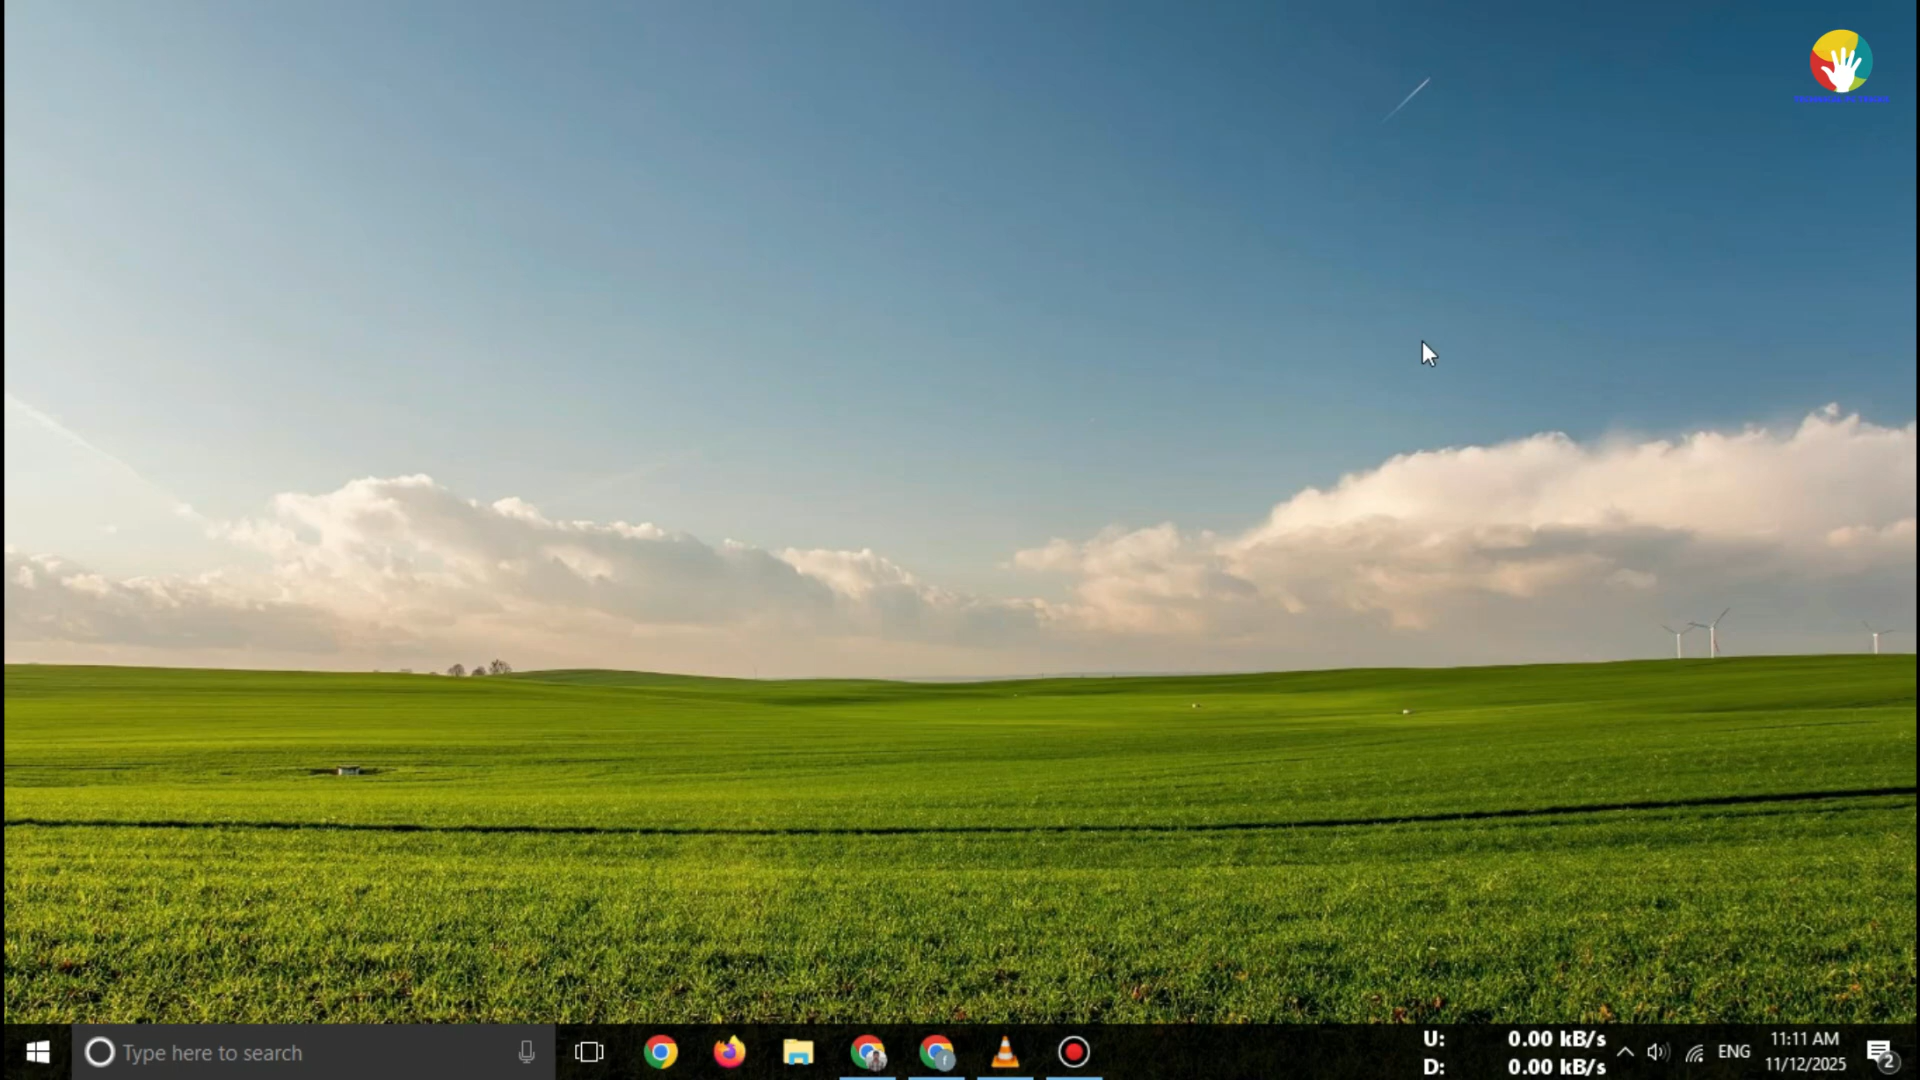 Type here to search
U: 0.00 kB/s
D: 0.00 kB/s
ENG
11:11 AM
11/12/2025
2
f